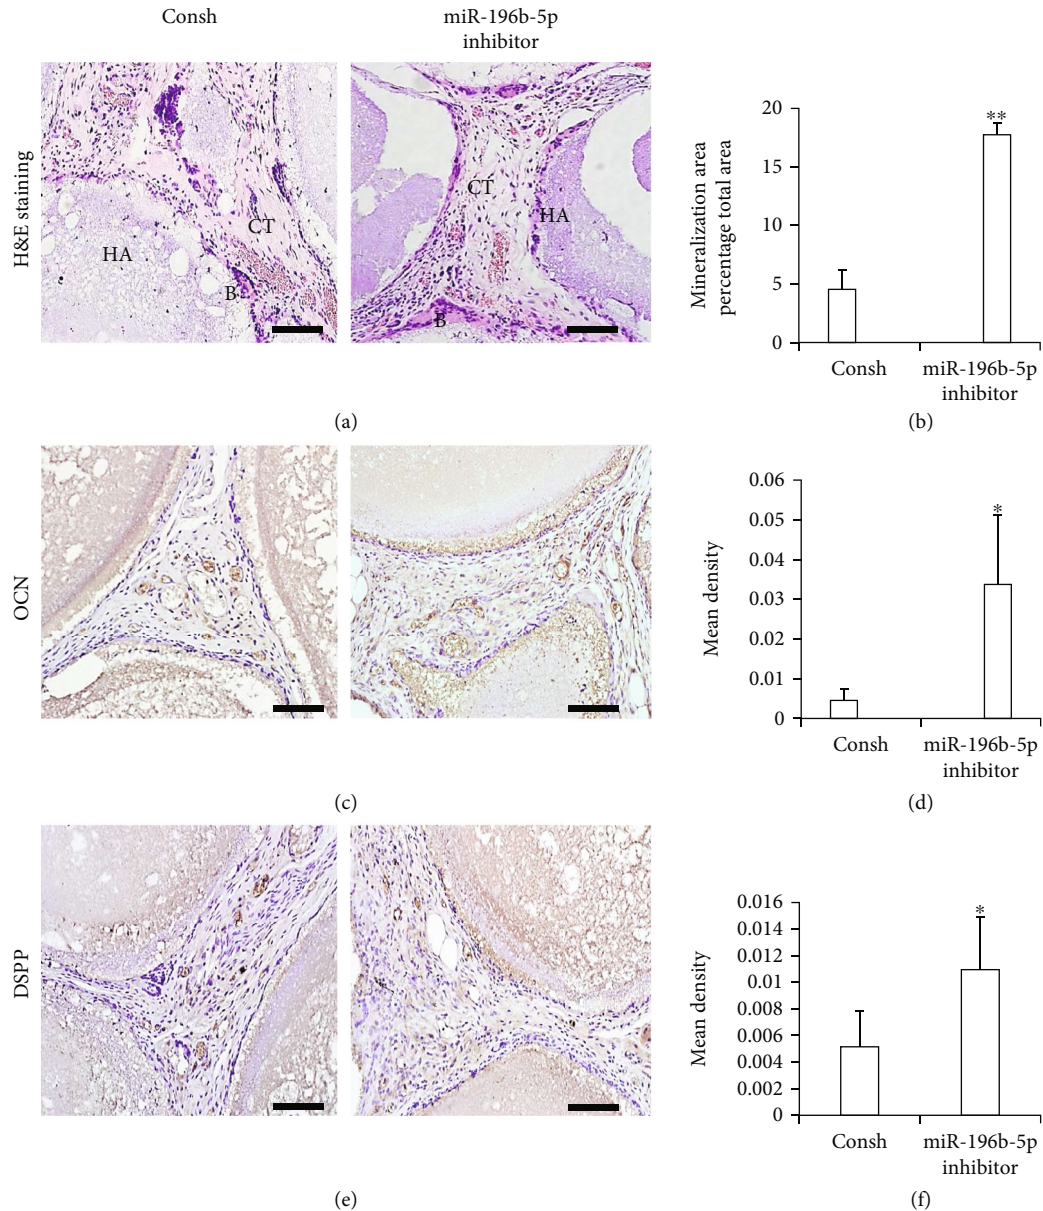 Consh
miR-196b-5p
inhibitor
H&E staining
HA
CT
B
CT
HA
B
(a)
Mineralization area
percentage total area
20
15
10
5
0
**
Consh
miR-196b-5p
inhibitor
(b)
OCN
(c)
Mean density
0.06
0.05
0.04
0.03
0.02
0.01
0
*
Consh
miR-196b-5p
inhibitor
(d)
DSPP
(e)
Mean density
0.016
0.014
0.012
0.01
0.008
0.006
0.004
0.002
0
*
Consh
miR-196b-5p
inhibitor
(f)